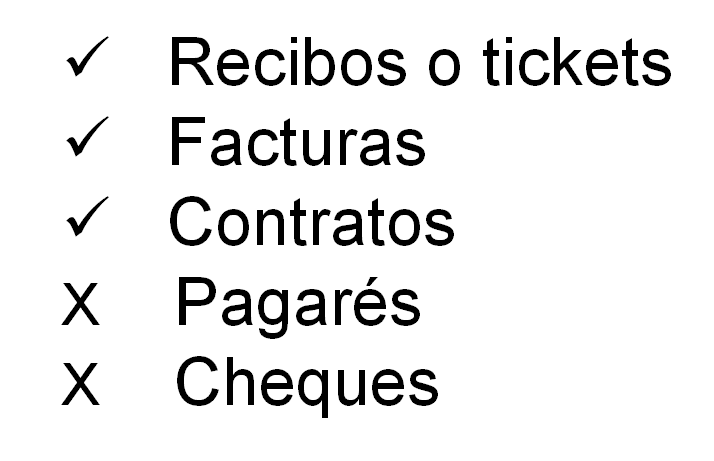 ✓ Recibos o tickets
✓ Facturas
✓ Contratos
X Pagarés
X Cheques